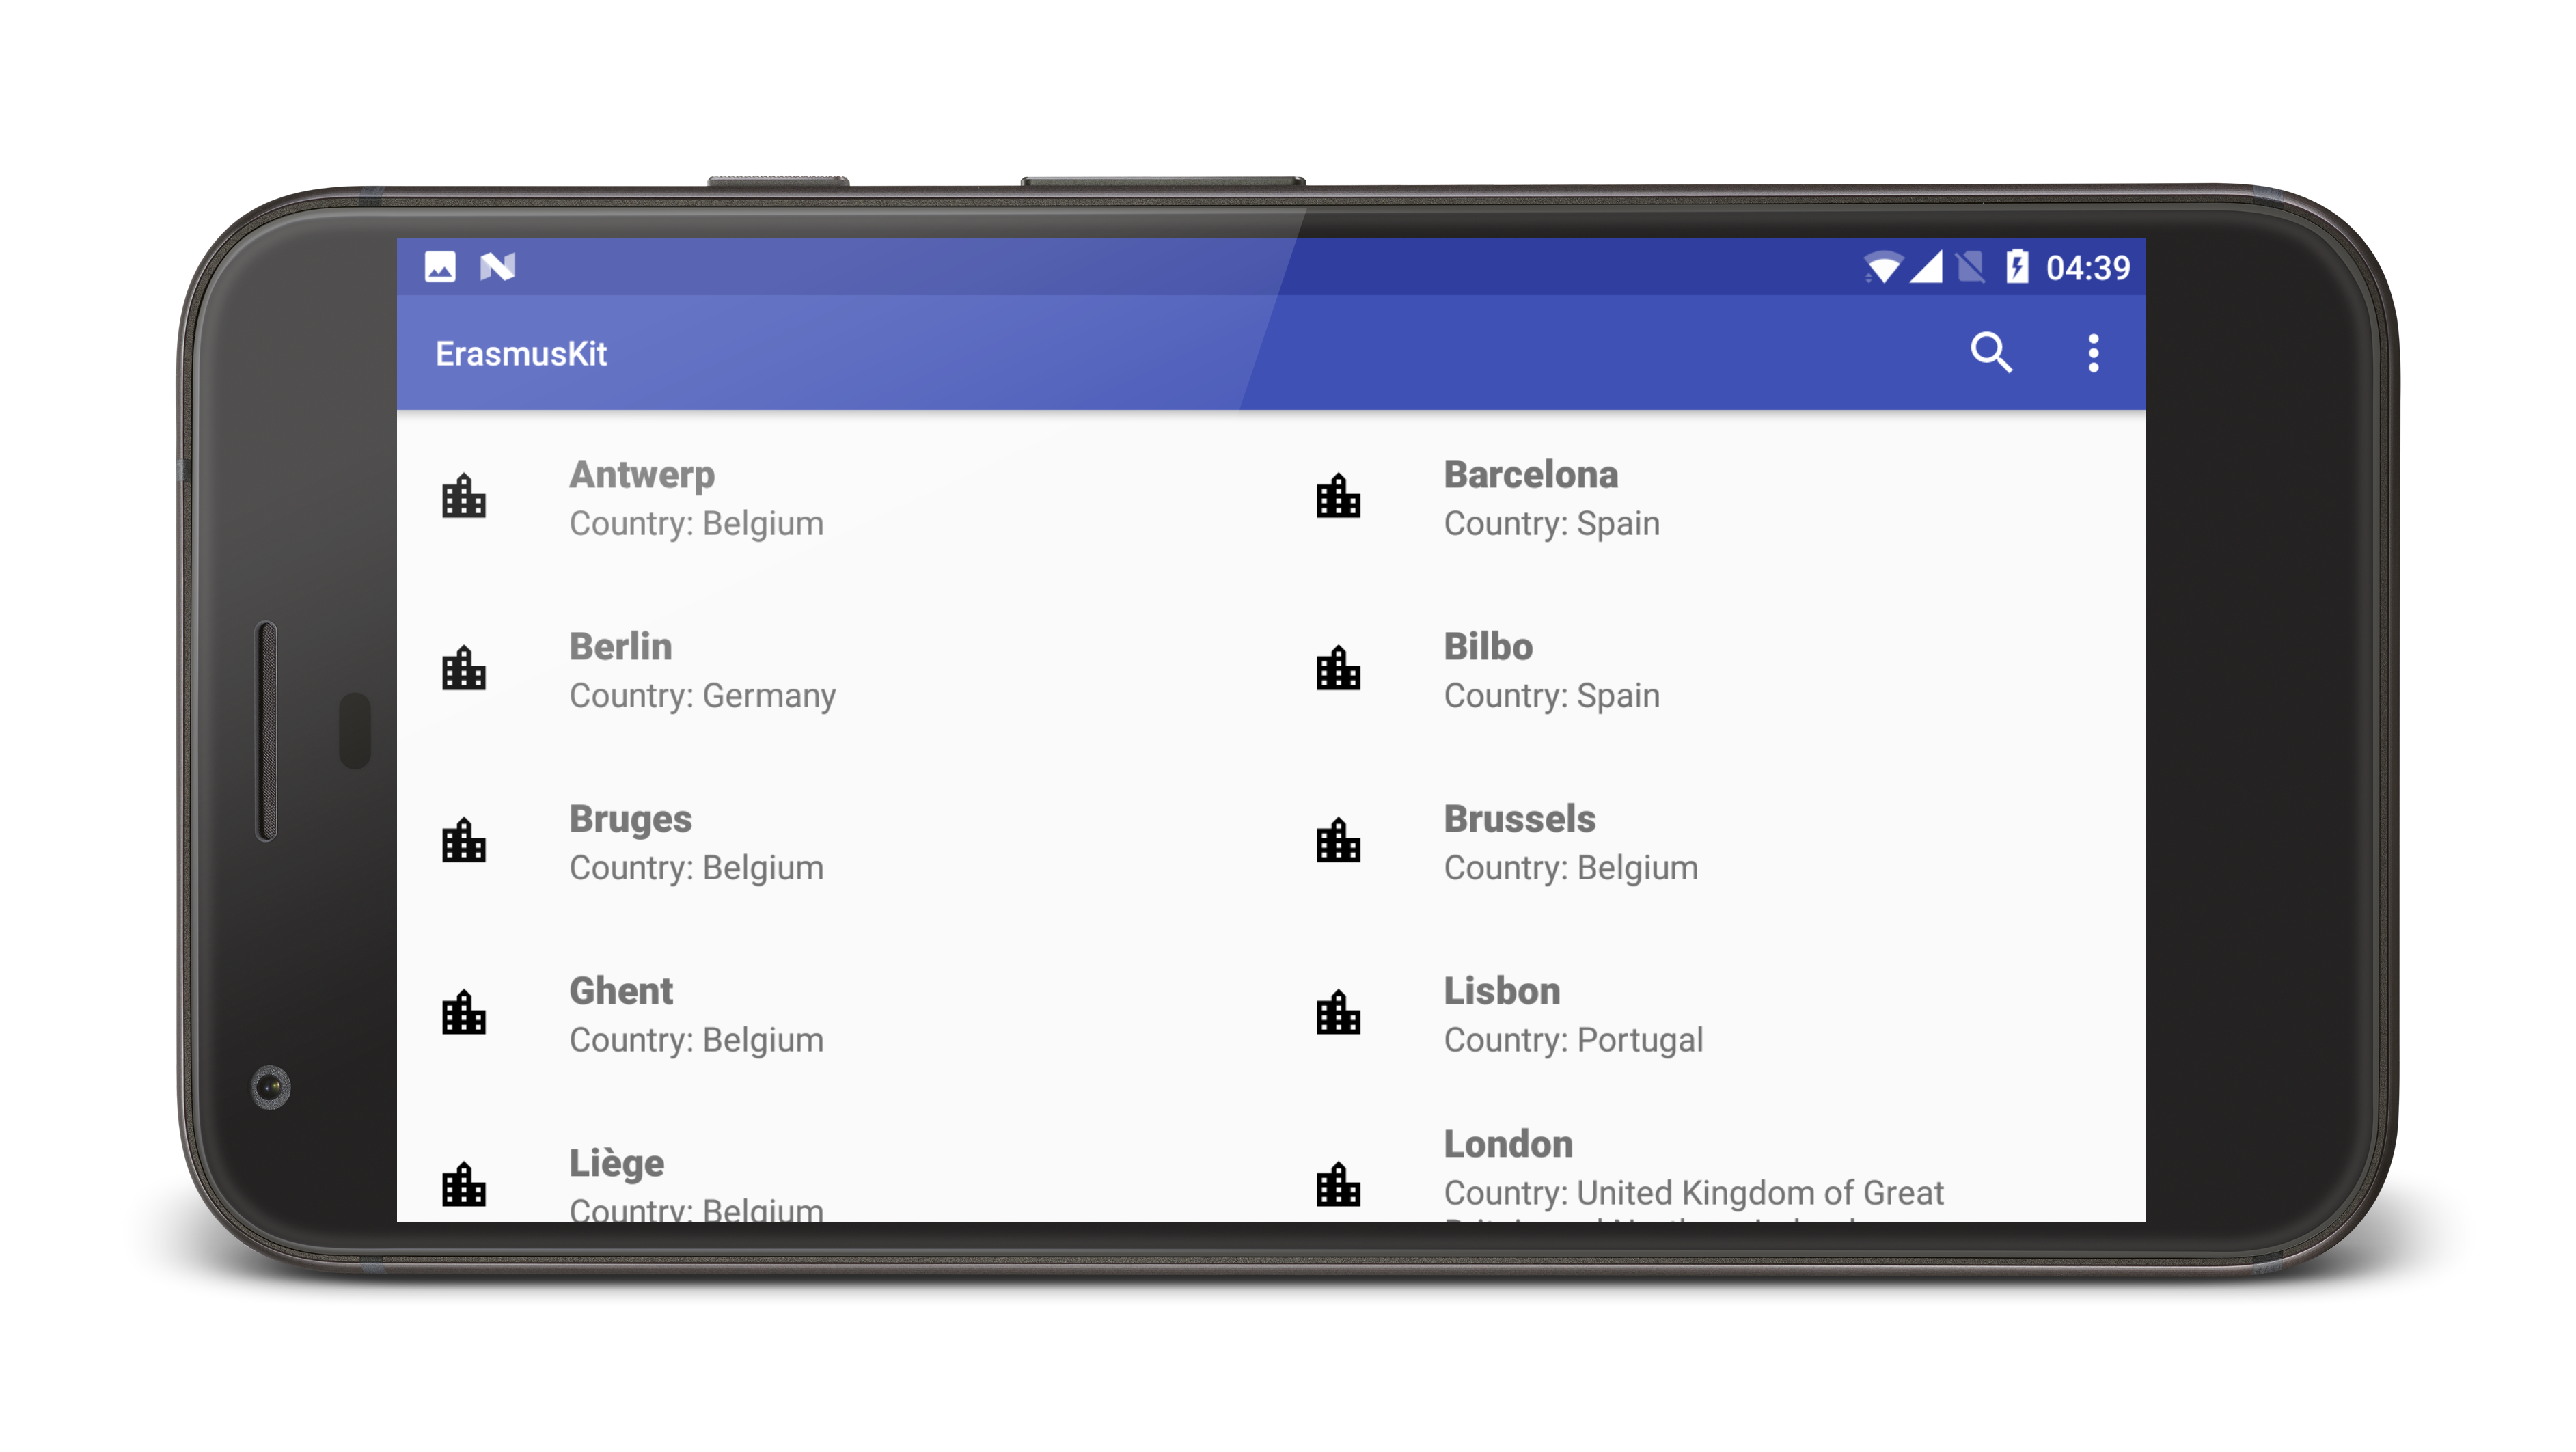 04:39
ErasmusKit
Antwerp
Country: Belgium
Barcelona
Country: Spain
Berlin
Country: Germany
Bilbo
Country: Spain
Bruges
Country: Belgium
Brussels
Country: Belgium
Ghent
Country: Belgium
Lisbon
Country: Portugal
Liège
Country: Belgium
London
Country: United Kingdom of Great